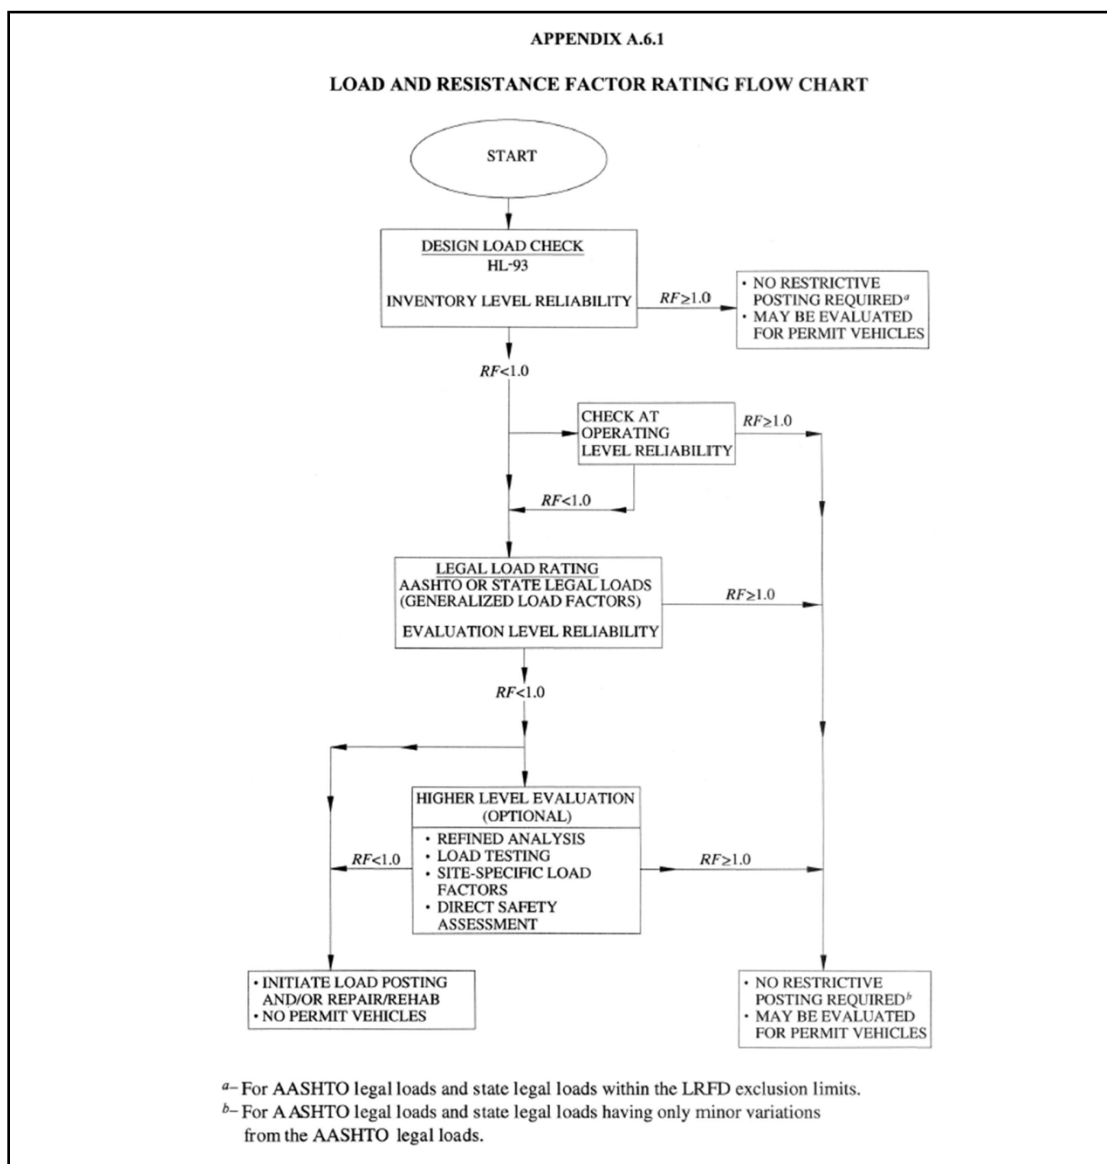 APPENDIX A.6.1
LOAD AND RESISTANCE FACTOR RATING FLOW CHART
START
DESIGN LOAD CHECK
HL-93
INVENTORY LEVEL RELIABILITY
RF≥1.0
• NO RESTRICTIVE
POSTING REQUIREDᵃ
• MAY BE EVALUATED
FOR PERMIT VEHICLES
RF<1.0
CHECK AT
OPERATING
LEVEL RELIABILITY
RF≥1.0
RF<1.0
LEGAL LOAD RATING
AASHTO OR STATE LEGAL LOADS
(GENERALIZED LOAD FACTORS)
EVALUATION LEVEL RELIABILITY
RF≥1.0
RF<1.0
HIGHER LEVEL EVALUATION
(OPTIONAL)
• REFINED ANALYSIS
• LOAD TESTING
• SITE-SPECIFIC LOAD
FACTORS
• DIRECT SAFETY
ASSESSMENT
RF<1.0
RF≥1.0
• INITIATE LOAD POSTING
AND/OR REPAIR/REHAB
• NO PERMIT VEHICLES
• NO RESTRICTIVE
POSTING REQUIREDᵇ
• MAY BE EVALUATED
FOR PERMIT VEHICLES
a– For AASHTO legal loads and state legal loads within the LRFD exclusion limits.
b– For AASHTO legal loads and state legal loads having only minor variations
from the AASHTO legal loads.